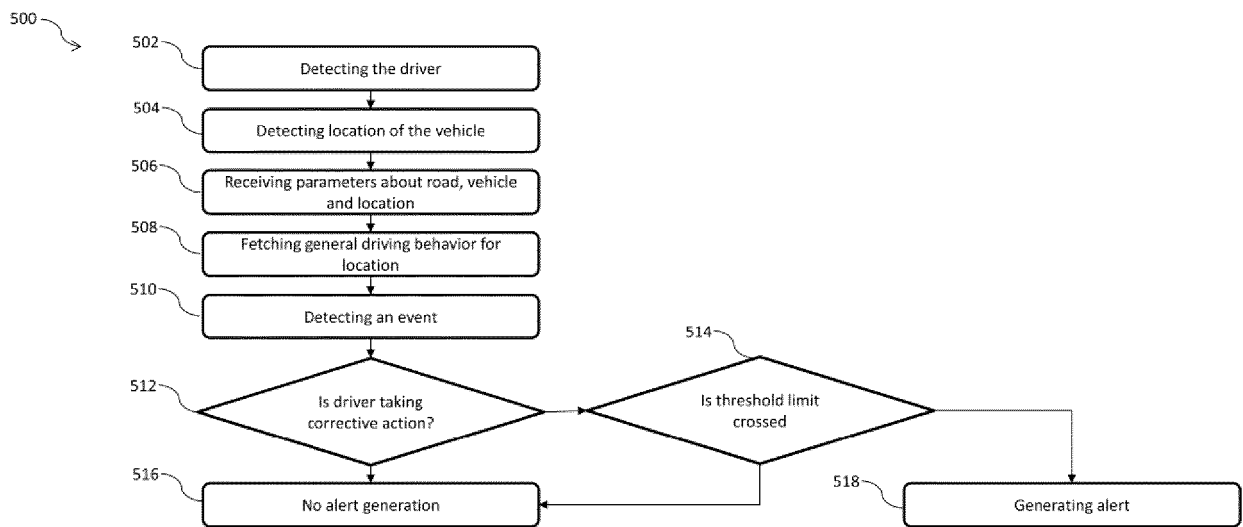 500
502
Detecting the driver
504
Detecting location of the vehicle
506
Receiving parameters about road, vehicle
and location
508
Fetching general driving behavior for
location
510
Detecting an event
512
Is driver taking
corrective action?
514
Is threshold limit
crossed
516
No alert generation
518
Generating alert